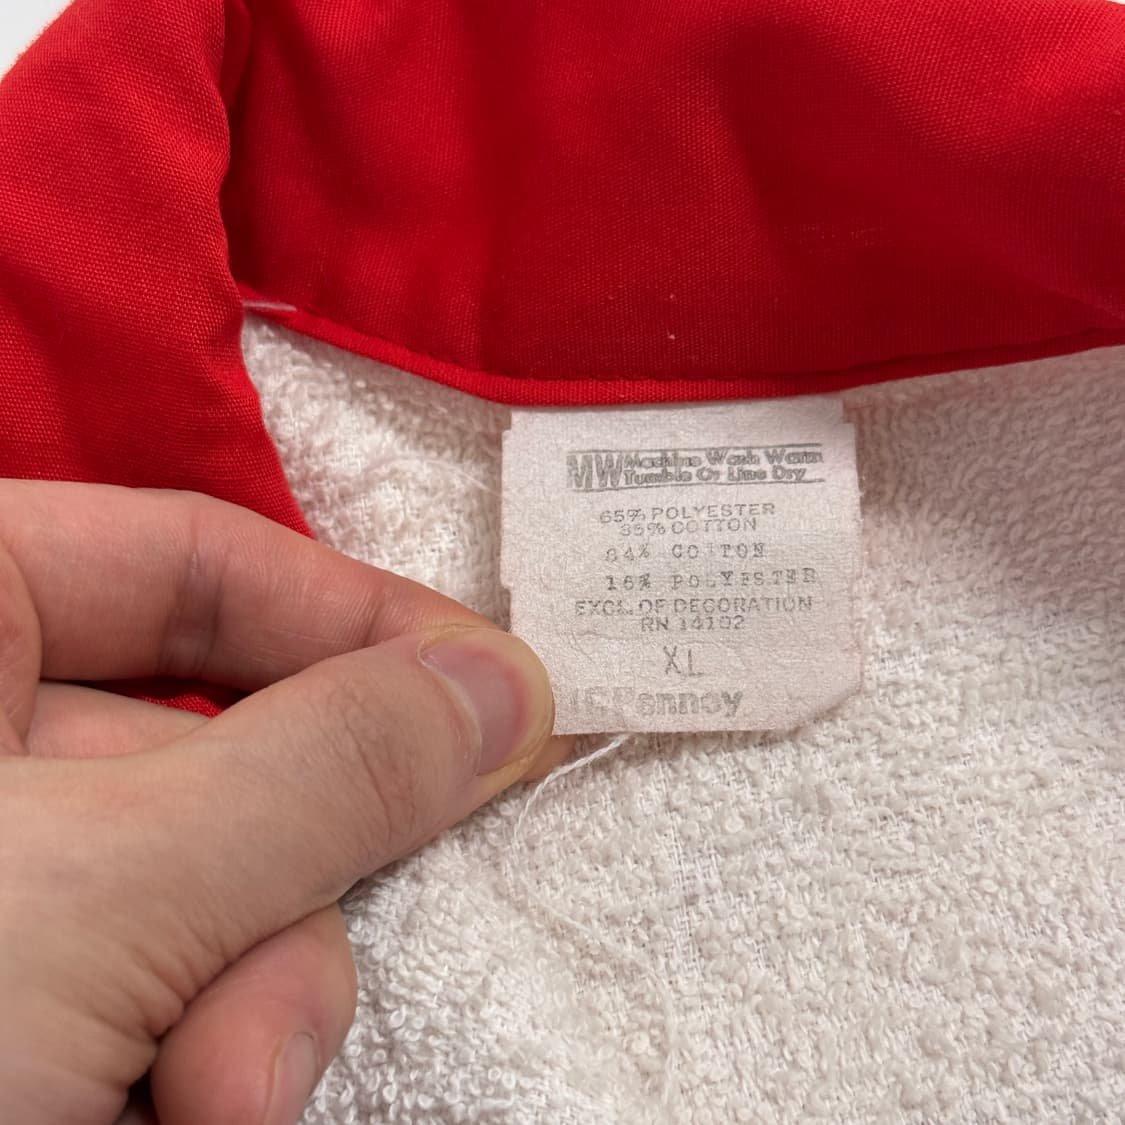 MW Machine Wash Warm
Tumble Or Line Dry
65% POLYESTER
35% COTTON
84% COTTON
16% POLYESTER
EXCL. OF DECORATION
RN 14102
XL
JCPenney